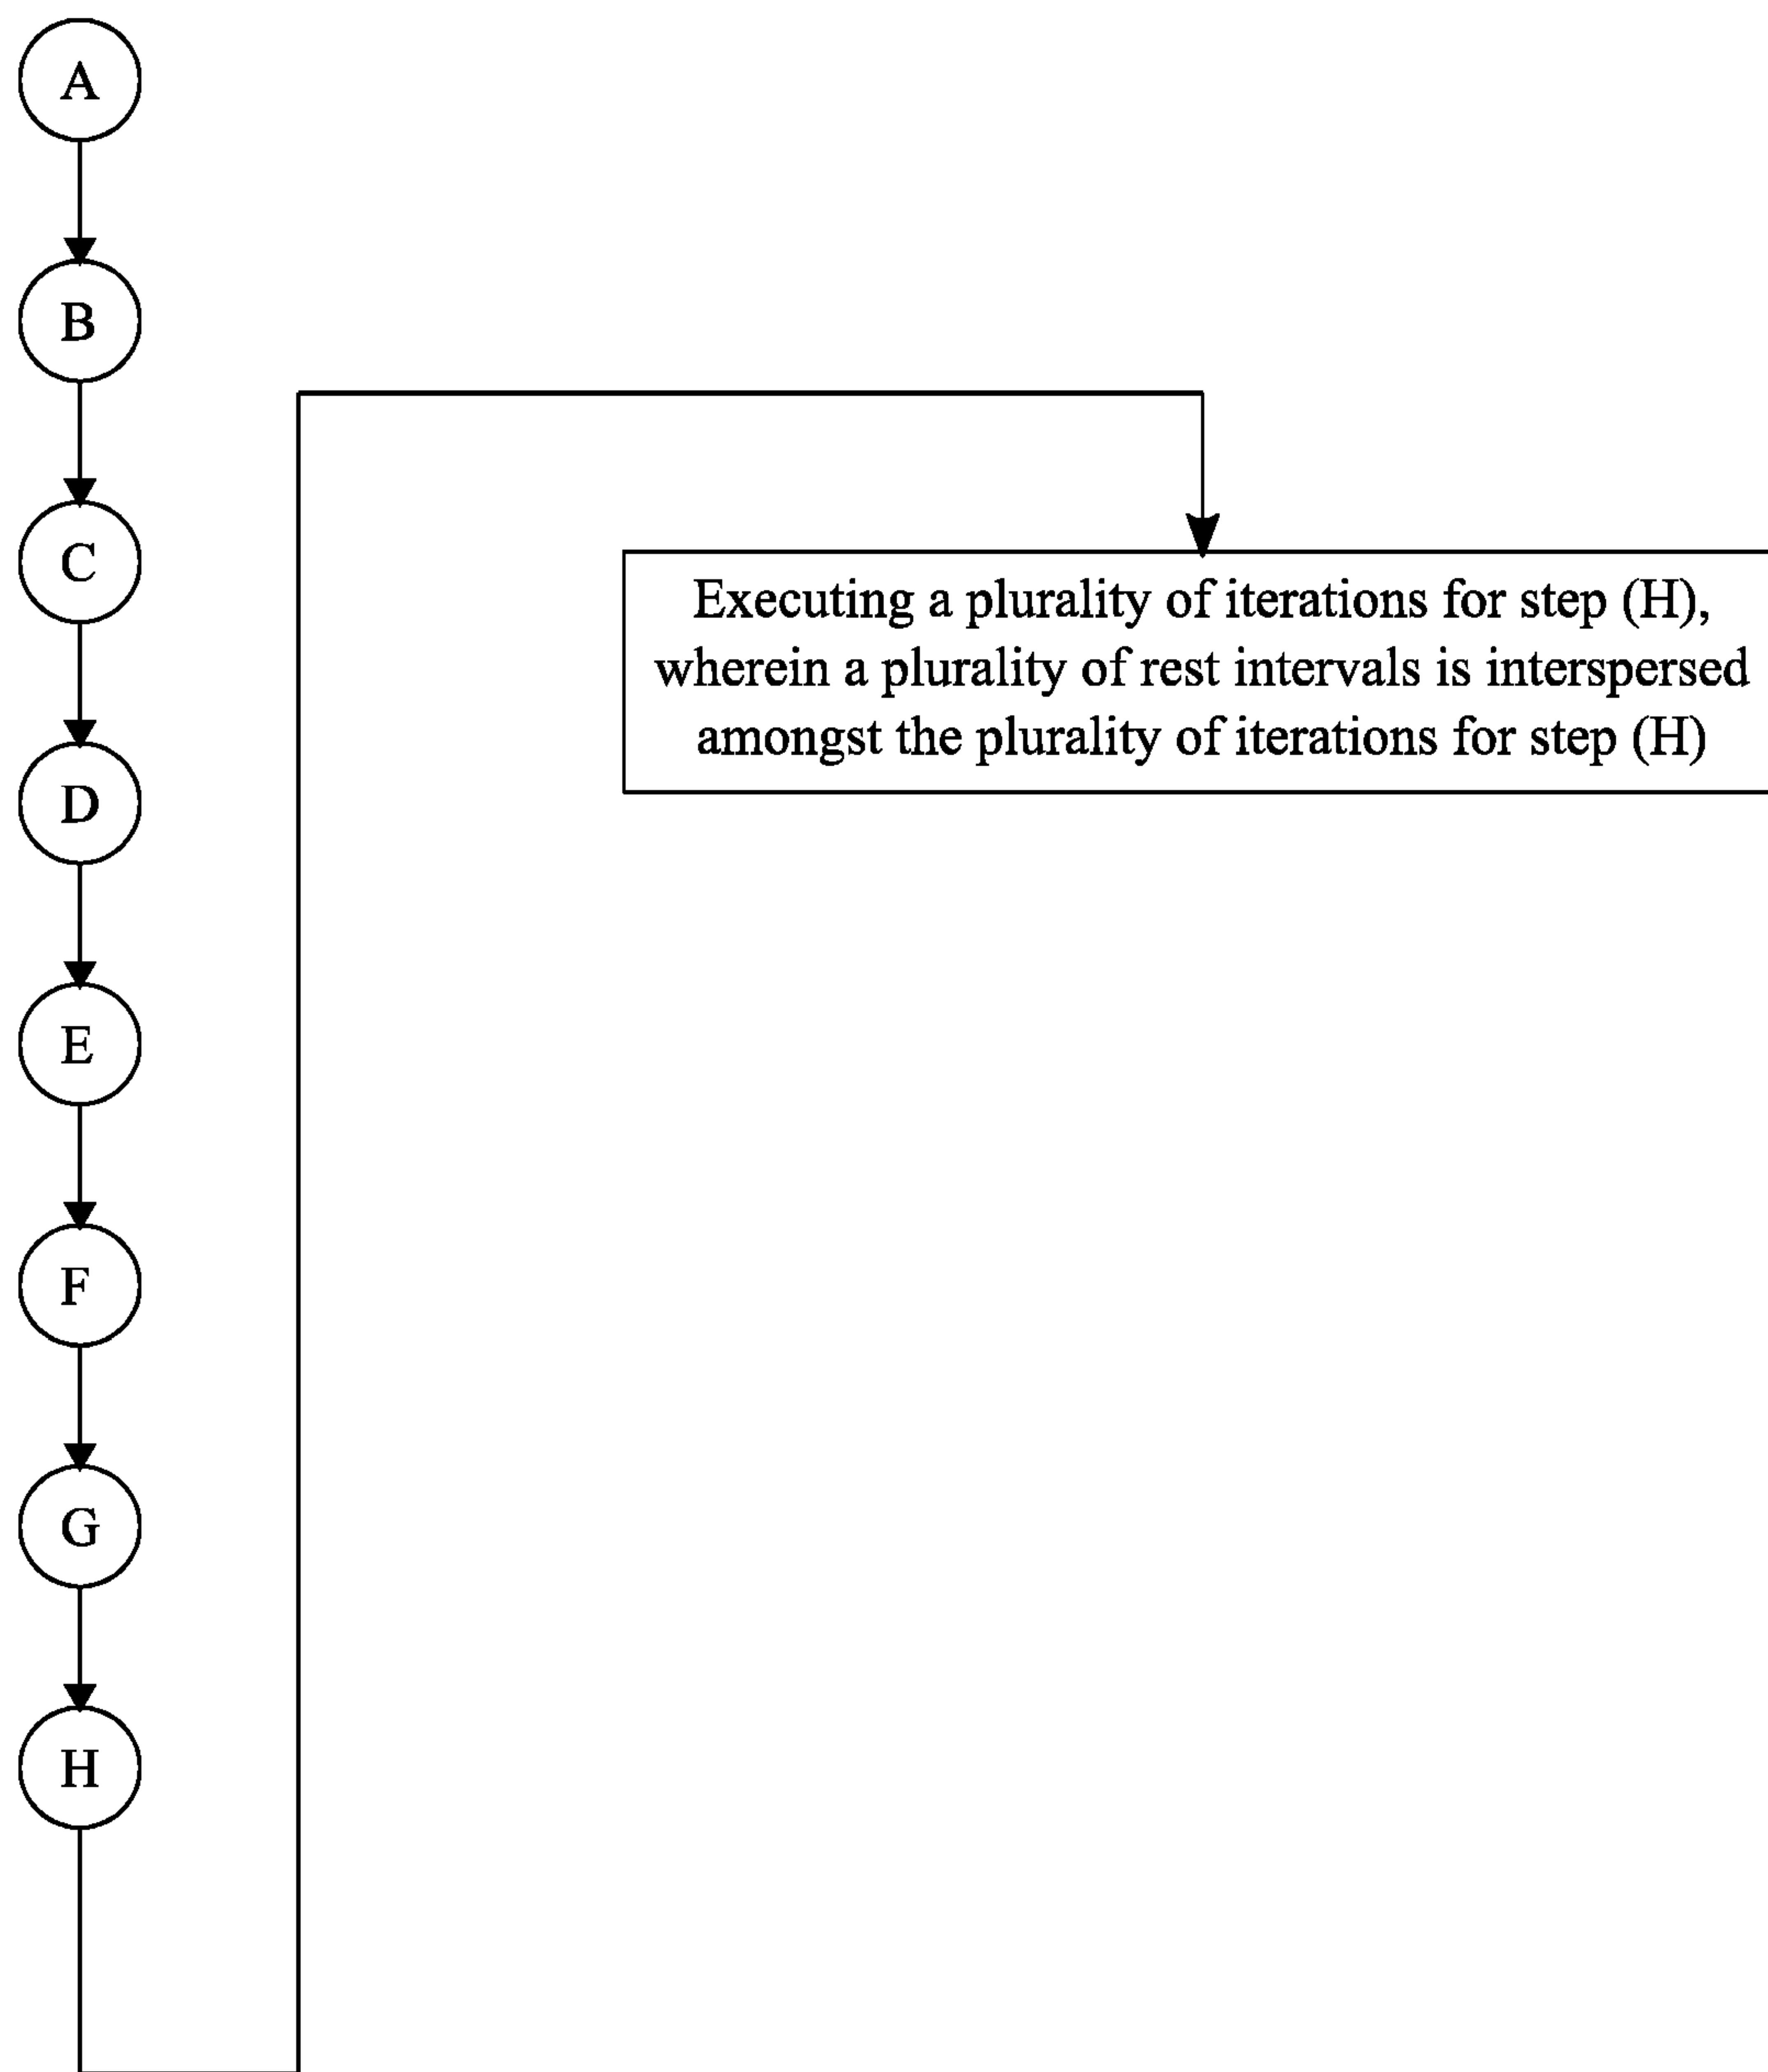 A
B
C
Executing a plurality of iterations for step (H),
wherein a plurality of rest intervals is interspersed
amongst the plurality of iterations for step (H)
D
E
F
G
H